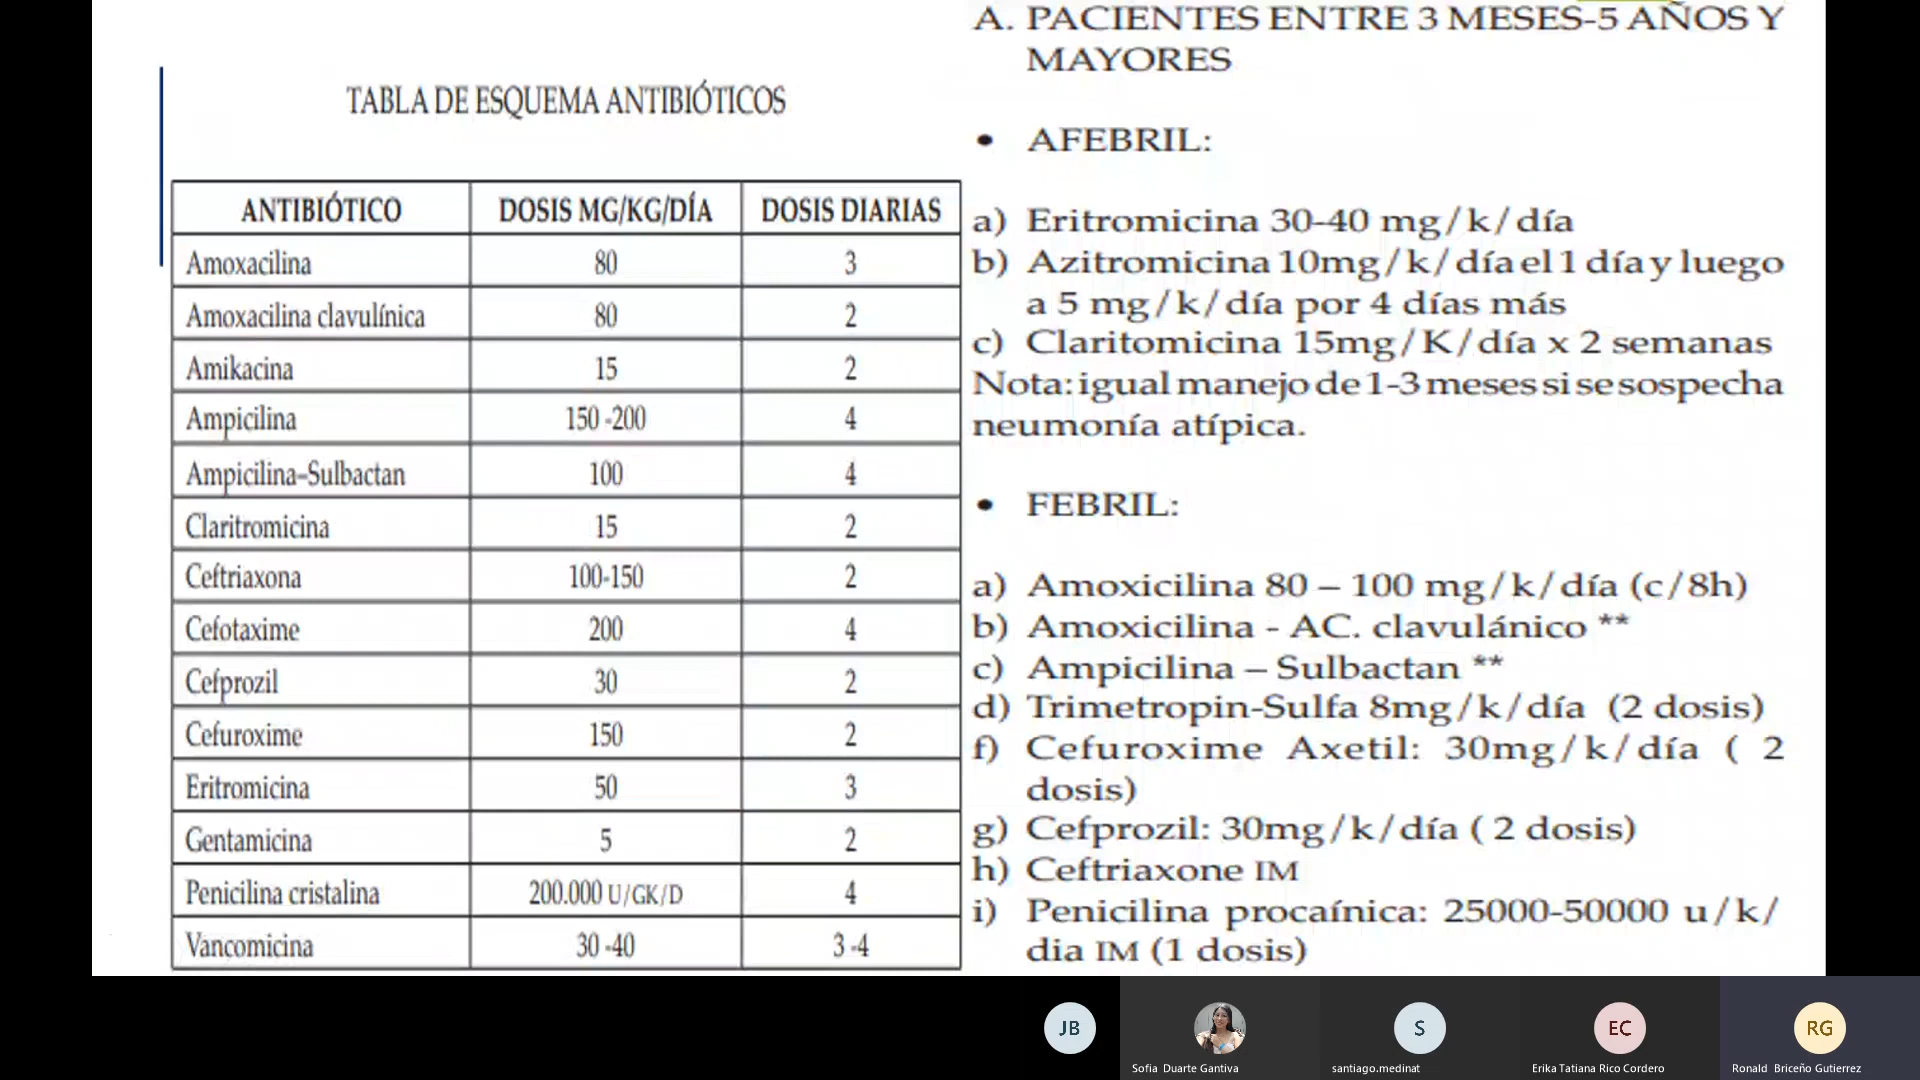 TABLA DE ESQUEMA ANTIBIÓTICOS
ANTIBIÓTICO DOSIS MG/KG/DÍA DOSIS DIARIAS
Amoxacilina 80 3
Amoxacilina clavulínica 80 2
Amikacina 15 2
Ampicilina 150 -200 4
Ampicilina–Sulbactan 100 4
Claritromicina 15 2
Ceftriaxona 100-150 2
Cefotaxime 200 4
Cefprozil 30 2
Cefuroxime 150 2
Eritromicina 50 3
Gentamicina 5 2
Penicilina cristalina 200.000 U/GK/D 4
Vancomicina 30 -40 3 -4
A. PACIENTES ENTRE 3 MESES-5 AÑOS Y
MAYORES
• AFEBRIL:
a) Eritromicina 30-40 mg/k/día
b) Azitromicina 10mg/k/día el 1 día y luego
a 5 mg/k/día por 4 días más
c) Claritomicina 15mg/K/día x 2 semanas
Nota: igual manejo de 1-3 meses si se sospecha
neumonía atípica.
• FEBRIL:
a) Amoxicilina 80 – 100 mg/k/día (c/8h)
b) Amoxicilina - AC. clavulánico **
c) Ampicilina – Sulbactan **
d) Trimetropin-Sulfa 8mg/k/día (2 dosis)
f) Cefuroxime Axetil: 30mg/k/día ( 2
dosis)
g) Cefprozil: 30mg/k/día ( 2 dosis)
h) Ceftriaxone IM
i) Penicilina procaínica: 25000-50000 u/k/
dia IM (1 dosis)
JB
S
EC
RG
Sofia Duarte Gantiva
santiago.medinat
Erika Tatiana Rico Cordero
Ronald Briceño Gutierrez